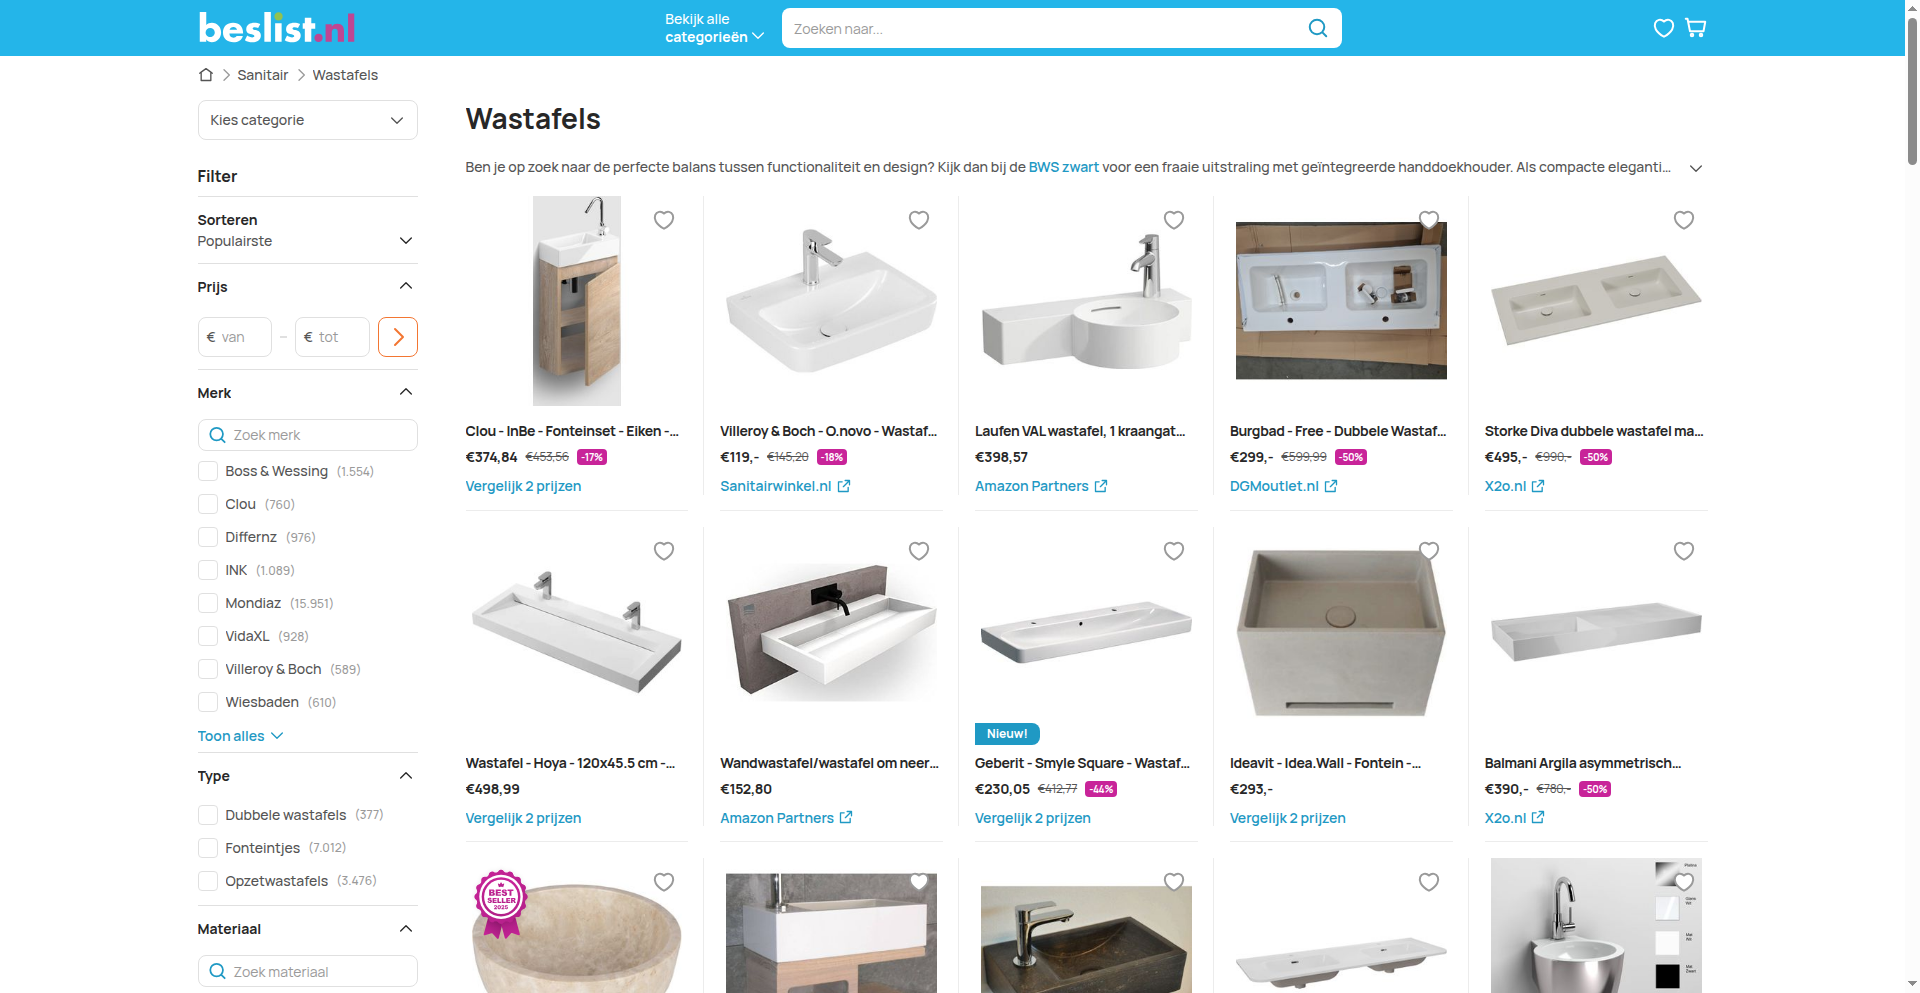 beslist.nl
Bekijk alle
categorieën
Zoeken naar...
Sanitair
Wastafels
Kies categorie
Wastafels
Ben je op zoek naar de perfecte balans tussen functionaliteit en design? Kijk dan bij de BWS zwart voor een fraaie uitstraling met geïntegreerde handdoekhouder. Als compacte eleganti...
Filter
Sorteren
Populairste
Prijs
€ van
–
€ tot
Merk
Zoek merk
Boss & Wessing (1.554)
Clou (760)
Differnz (976)
INK (1.089)
Mondiaz (15.951)
VidaXL (928)
Villeroy & Boch (589)
Wiesbaden (610)
Toon alles
Type
Dubbele wastafels (377)
Fonteintjes (7.012)
Opzetwastafels (3.476)
Materiaal
Zoek materiaal
Clou - InBe - Fonteinset - Eiken -...
€374,84 €453,56 -17%
Vergelijk 2 prijzen
Villeroy & Boch - O.novo - Wastaf...
€119,- €145,20 -18%
Sanitairwinkel.nl
Laufen VAL wastafel, 1 kraangat...
€398,57
Amazon Partners
Burgbad - Free - Dubbele Wastaf...
€299,- €599,99 -50%
DGMoutlet.nl
Storke Diva dubbele wastafel ma...
€495,- €990,- -50%
X2o.nl
Wastafel - Hoya - 120x45.5 cm -...
€498,99
Vergelijk 2 prijzen
Wandwastafel/wastafel om neer...
€152,80
Amazon Partners
Nieuw!
Geberit - Smyle Square - Wastaf...
€230,05 €412,77 -44%
Vergelijk 2 prijzen
Ideavit - Idea.Wall - Fontein -...
€293,-
Vergelijk 2 prijzen
Balmani Argila asymmetrisch...
€390,- €780,- -50%
X2o.nl
BEST
SELLER
2025